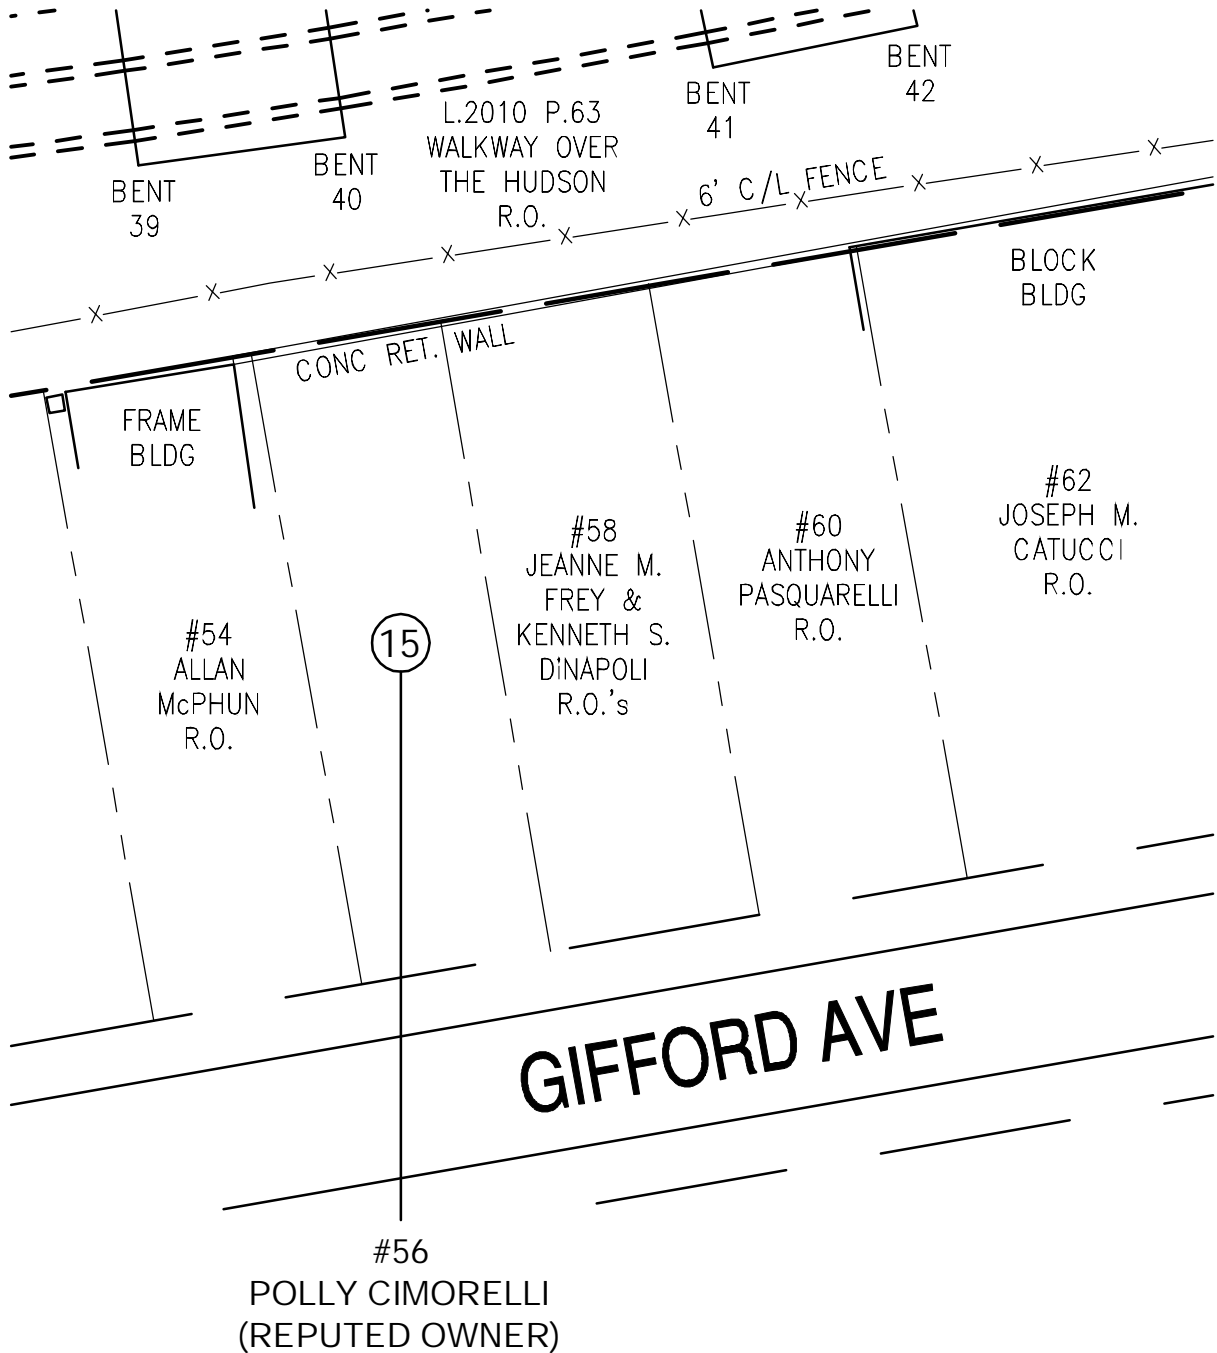 BENT
42
BENT
41
L.2010 P.63
WALKWAY OVER
THE HUDSON
R.O.
BENT
40
BENT
39
6' C/L FENCE
BLOCK
BLDG
CONC RET. WALL
FRAME
BLDG
#54
ALLAN
McPHUN
R.O.
15
#58
JEANNE M.
FREY &
KENNETH S.
DiNAPOLI
R.O.'s
#60
ANTHONY
PASQUARELLI
R.O.
#62
JOSEPH M.
CATUCCI
R.O.
GIFFORD AVE
#56
POLLY CIMORELLI
(REPUTED OWNER)